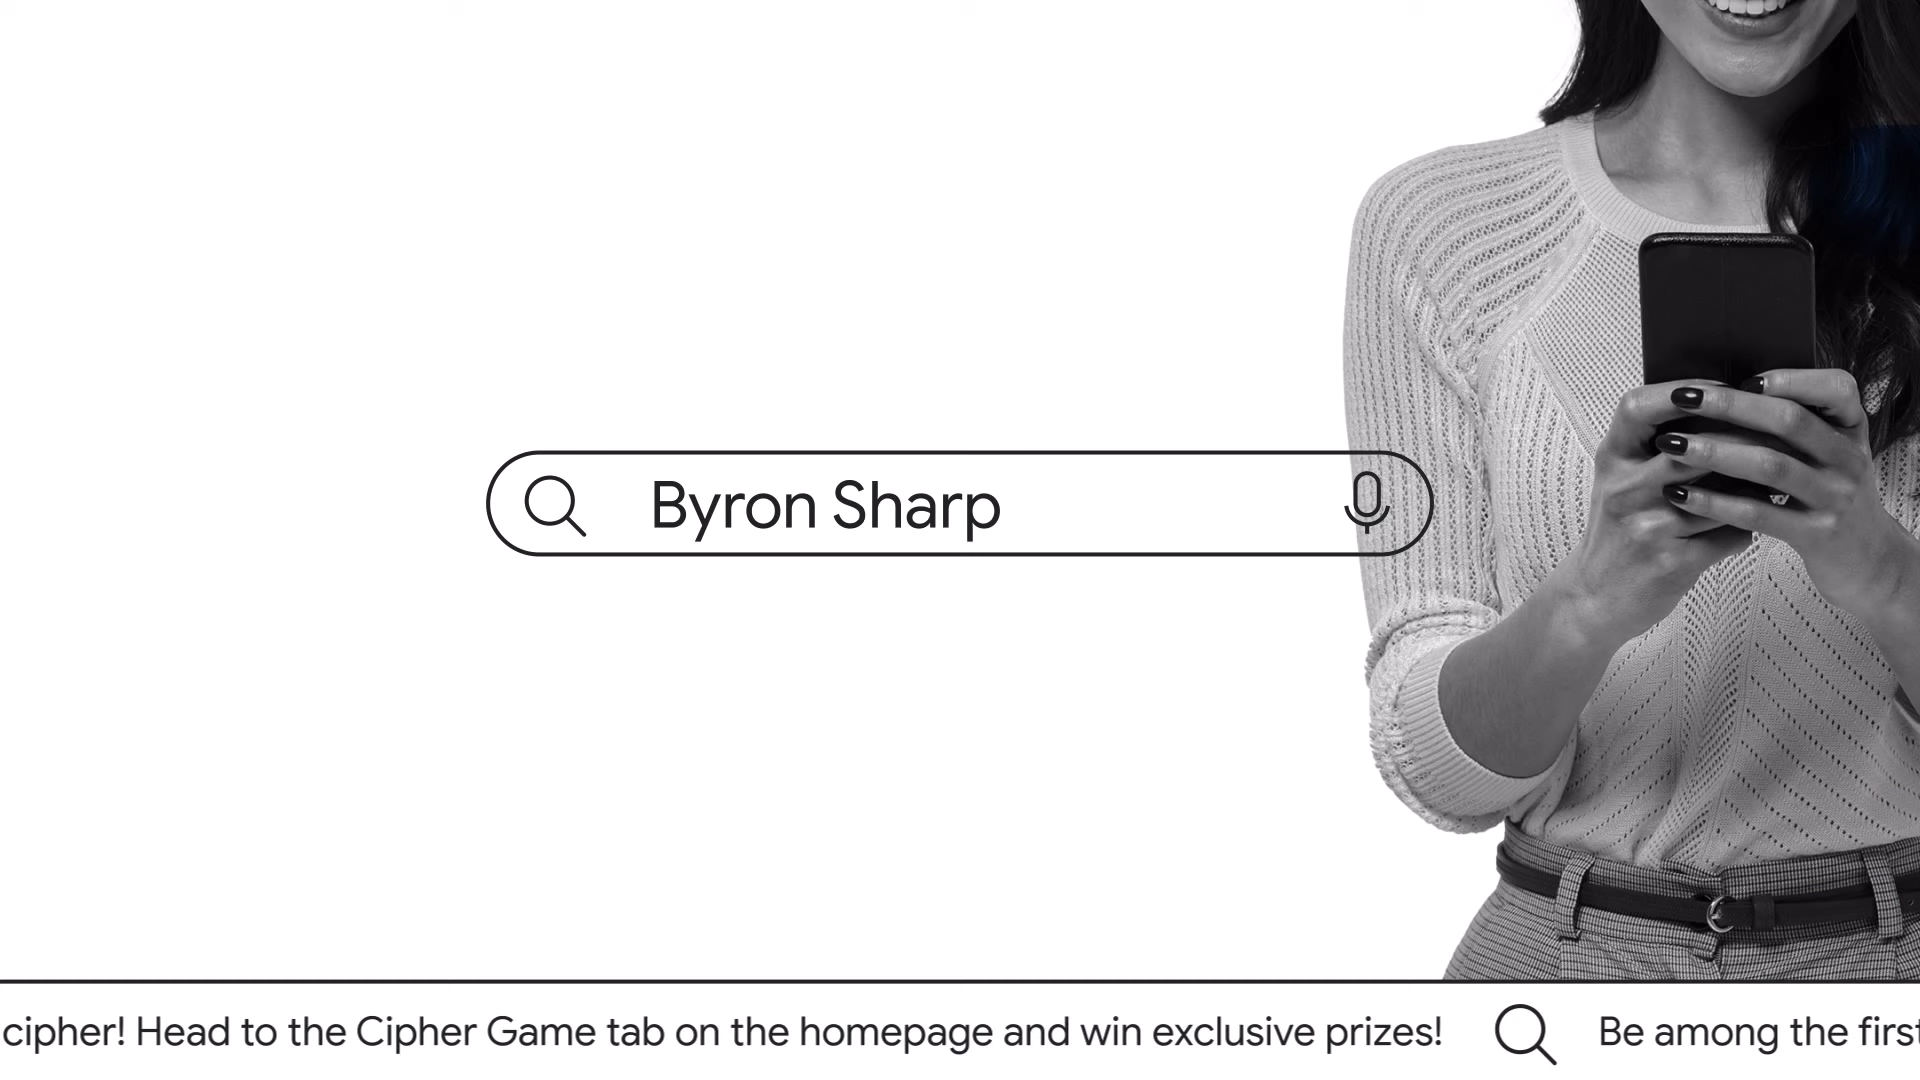 Byron Sharp
cipher! Head to the Cipher Game tab on the homepage and win exclusive prizes!
Be among the first